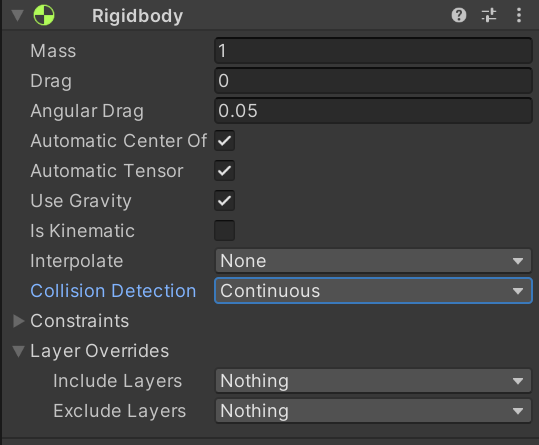 Rigidbody
Mass 1
Drag 0
Angular Drag 0.05
Automatic Center Of
Automatic Tensor
Use Gravity
Is Kinematic
Interpolate None
Collision Detection Continuous
Constraints
Layer Overrides
Include Layers Nothing
Exclude Layers Nothing